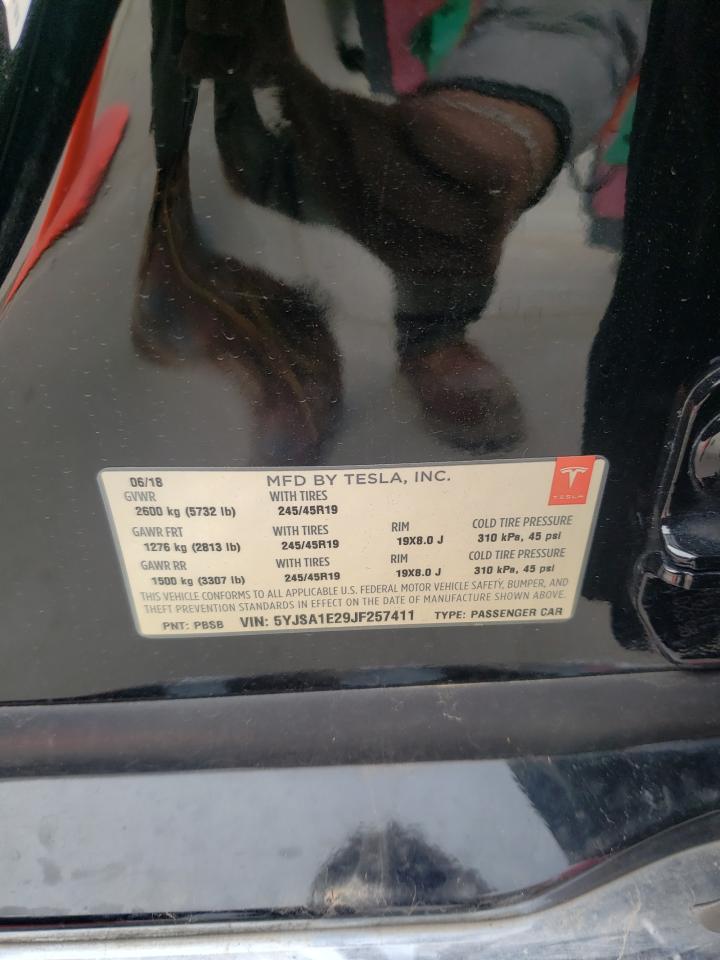 06/18 MFD BY TESLA, INC.
GVWR WITH TIRES
2600 kg (5732 lb) 245/45R19
TESLA
GAWR FRT WITH TIRES RIM COLD TIRE PRESSURE
1276 kg (2813 lb) 245/45R19 19X8.0 J 310 kPa, 45 psi
GAWR RR WITH TIRES RIM COLD TIRE PRESSURE
1500 kg (3307 lb) 245/45R19 19X8.0 J 310 kPa, 45 psi
THIS VEHICLE CONFORMS TO ALL APPLICABLE U.S. FEDERAL MOTOR VEHICLE SAFETY, BUMPER, AND
THEFT PREVENTION STANDARDS IN EFFECT ON THE DATE OF MANUFACTURE SHOWN ABOVE.
PNT: PBSB VIN: 5YJSA1E29JF257411 TYPE: PASSENGER CAR